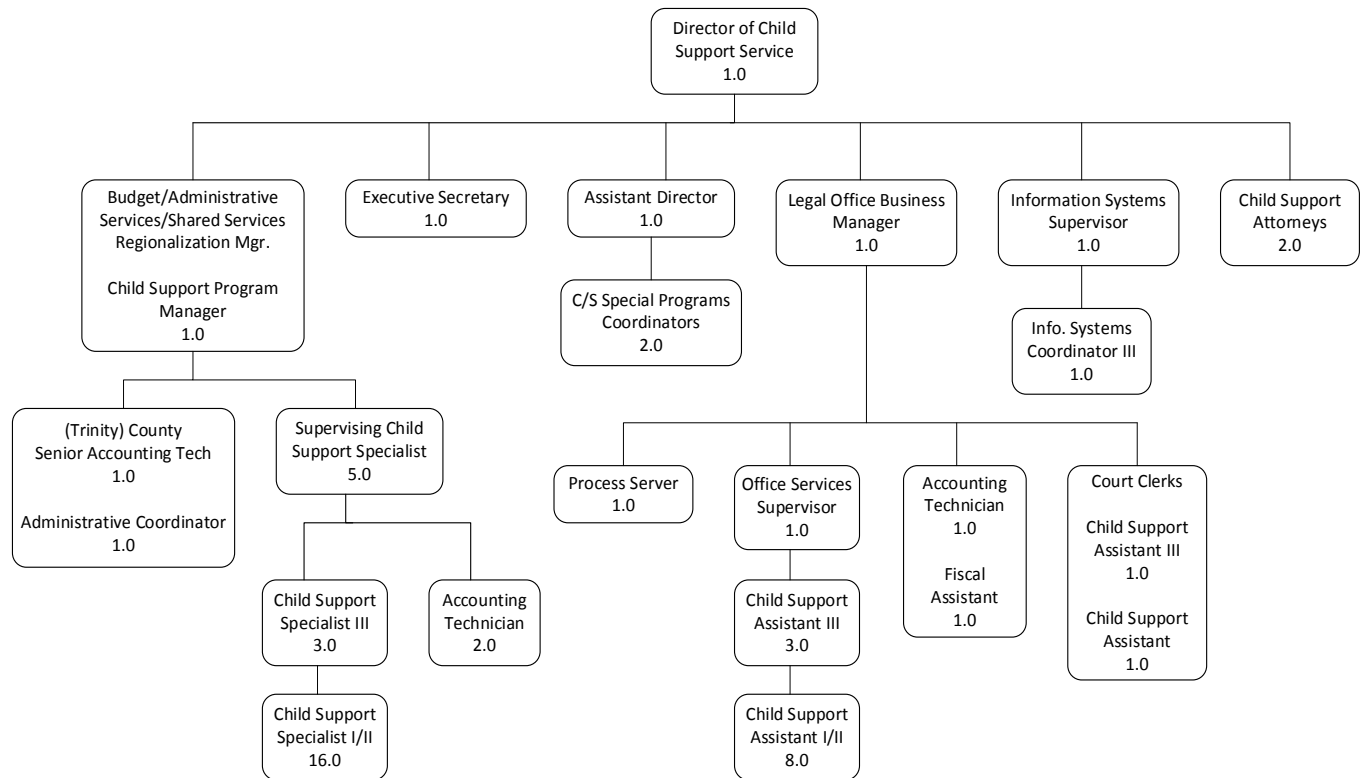 Director of Child
Support Service
1.0
Budget/Administrative
Services/Shared Services
Regionalization Mgr.
Child Support Program
Manager
1.0
Executive Secretary
1.0
Assistant Director
1.0
Legal Office Business
Manager
1.0
Information Systems
Supervisor
1.0
Child Support
Attorneys
2.0
C/S Special Programs
Coordinators
2.0
Info. Systems
Coordinator III
1.0
(Trinity) County
Senior Accounting Tech
1.0
Administrative Coordinator
1.0
Supervising Child
Support Specialist
5.0
Process Server
1.0
Office Services
Supervisor
1.0
Accounting
Technician
1.0
Fiscal
Assistant
1.0
Court Clerks
Child Support
Assistant III
1.0
Child Support
Assistant
1.0
Child Support
Specialist III
3.0
Accounting
Technician
2.0
Child Support
Assistant III
3.0
Child Support
Specialist I/II
16.0
Child Support
Assistant I/II
8.0